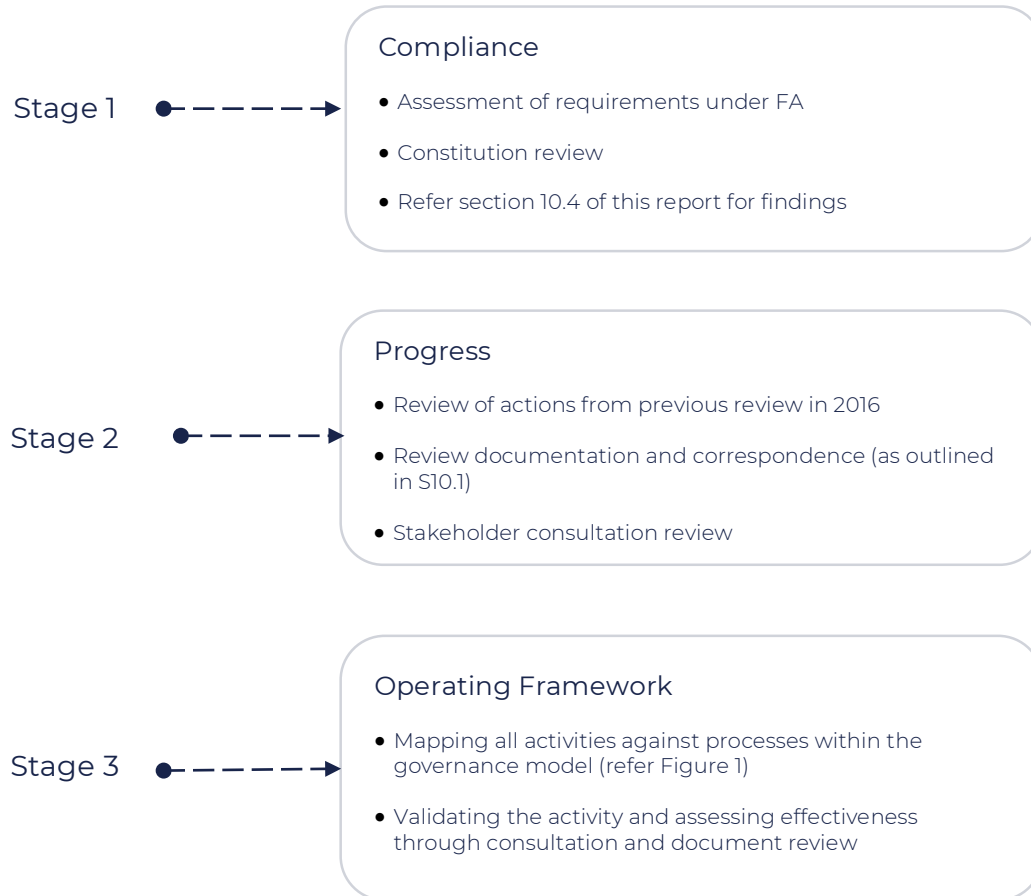 Compliance
Stage 1
• Assessment of requirements under FA
• Constitution review
• Refer section 10.4 of this report for findings
Progress
Stage 2
• Review of actions from previous review in 2016
• Review documentation and correspondence (as outlined
in S10.1)
• Stakeholder consultation review
Operating Framework
Stage 3
• Mapping all activities against processes within the
governance model (refer Figure 1)
• Validating the activity and assessing effectiveness
through consultation and document review